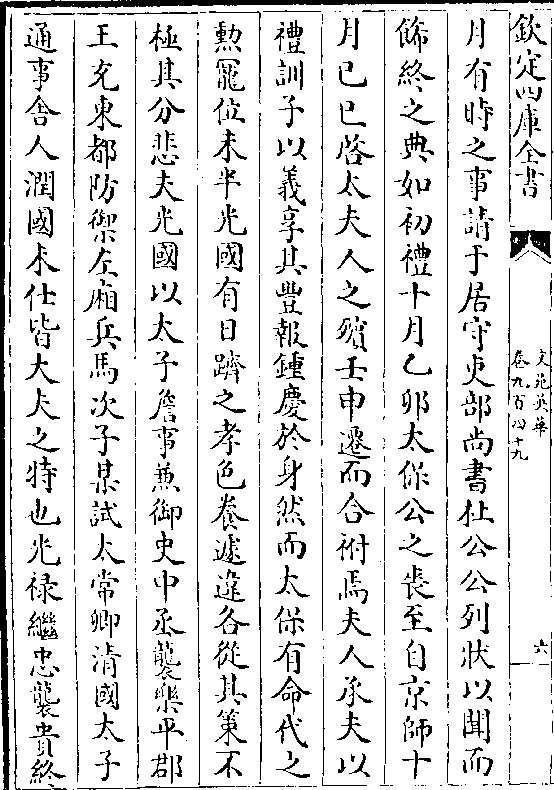 欽定四庫全書
文苑英華
卷九百四十九
六
月有時之事請于居守吏部尚書杜公公列狀以聞而
飾終之典如初禮十月乙卯太保公之喪至自京師十
月己巳啓太夫人之殯壬申遷而合祔焉夫人承夫以
禮訓子以義享其豐報鍾慶於身然而太保有命代之
勲寵位未半光國有日躋之孝色養遽違各從其策不
極其分悲夫光國以太子詹事兼御史中丞襲樂平郡
王充東都防禦左廂兵馬次子某試太常卿清國太子
通事舍人潤國未仕皆大夫之特也光禄繼忠襲貴終